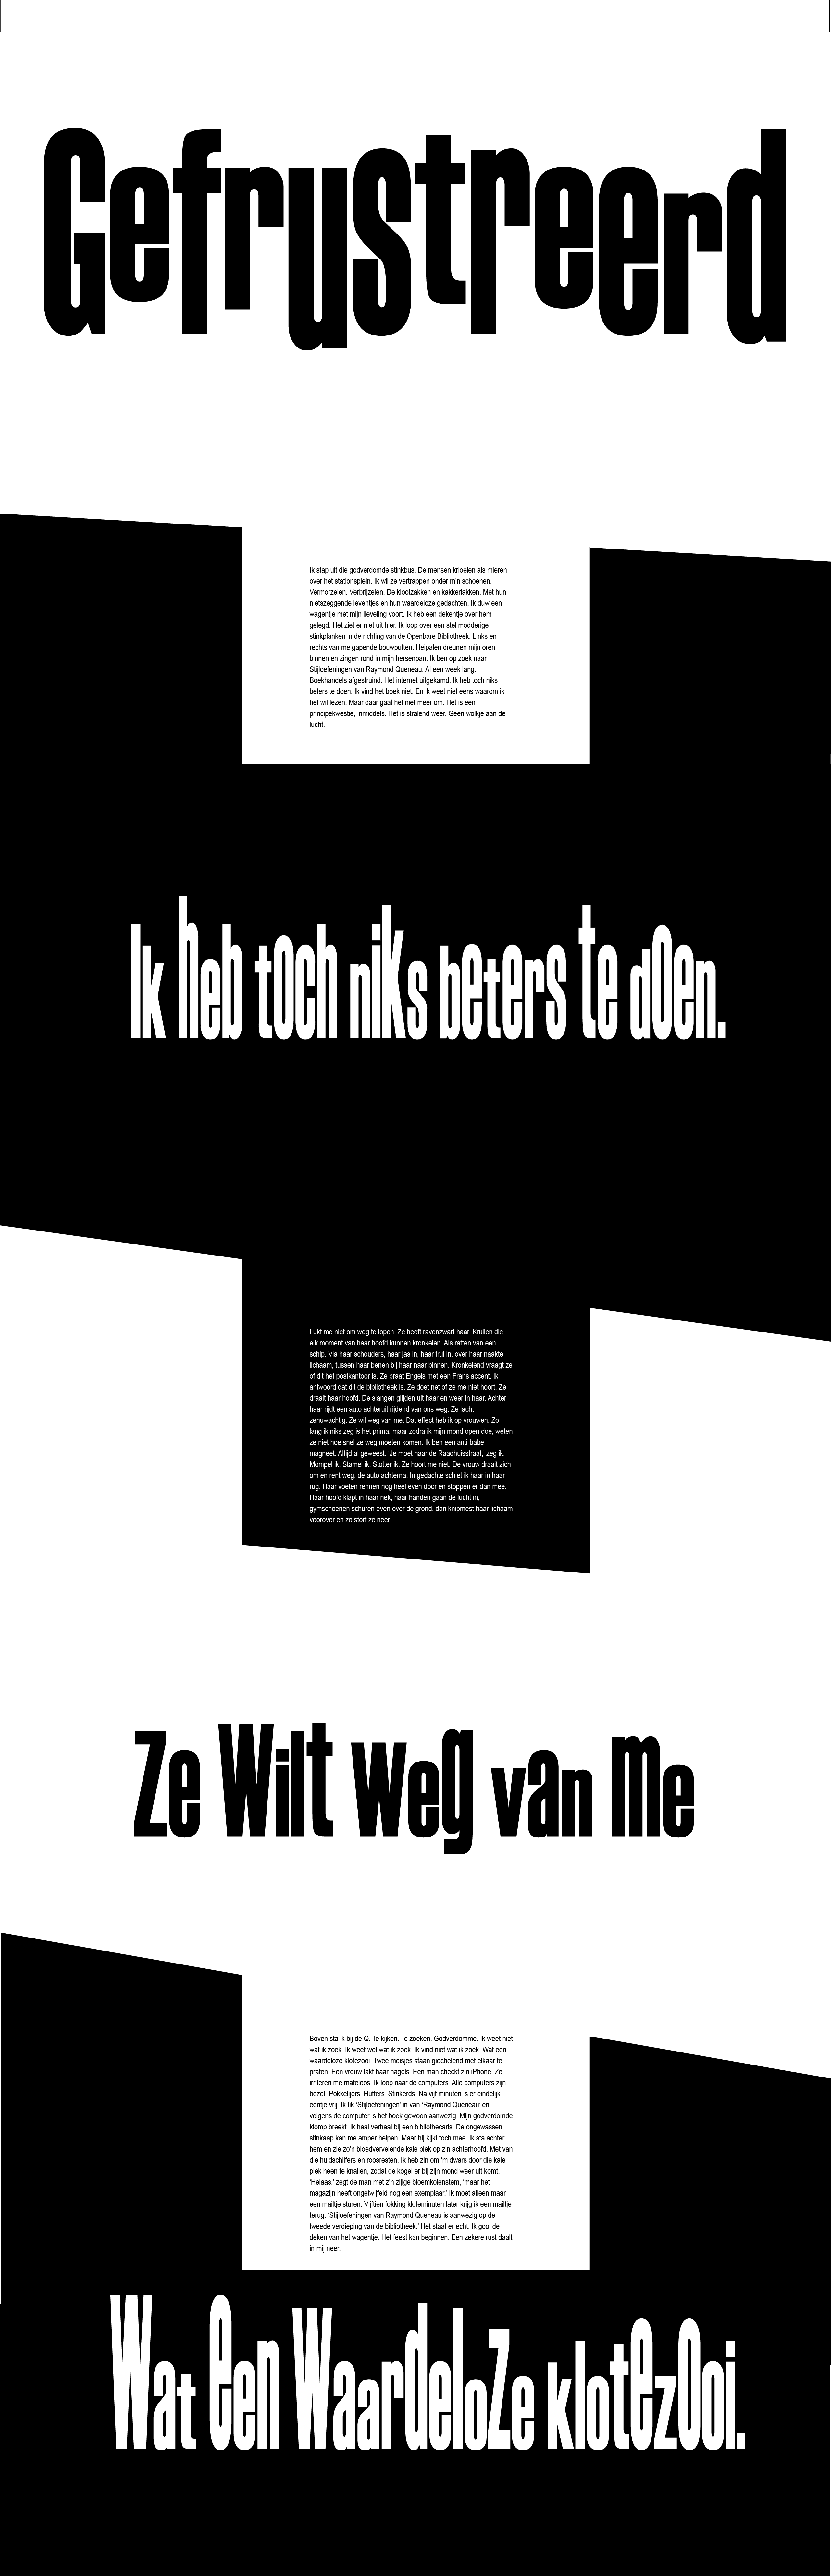 Gefrustreerd
Ik stap uit die godverdomde stinkbus. De mensen krioelen als mieren
over het stationsplein. Ik wil ze vertrappen onder m'n schoenen.
Vermorzelen. Verbrijzelen. De klootzakken en kakkerlakken. Met hun
nietszeggende leventjes en hun waardeloze gedachten. Ik duw een
wagentje met mijn lieveling voort. Ik heb een dekentje over hem
gelegd. Het ziet er niet uit hier. Ik loop over een stel modderige
stinkplanken in de richting van de Openbare Bibliotheek. Links en
rechts van me gapende bouwputten. Heipalen dreunen mijn oren
binnen en zingen rond in mijn hersenpan. Ik ben op zoek naar
Stijloefeningen van Raymond Queneau. Al een week lang.
Boekhandels afgestruind. Het internet uitgekamd. Ik heb toch niks
beters te doen. Ik vind het boek niet. En ik weet niet eens waarom ik
het wil lezen. Maar daar gaat het niet meer om. Het is een
principekwestie, inmiddels. Het is stralend weer. Geen wolkje aan de
lucht.
Ik heb toch niks beters te doen.
Lukt me niet om weg te lopen. Ze heeft ravenzwart haar. Krullen die
elk moment van haar hoofd kunnen kronkelen. Als ratten van een
schip. Via haar schouders, haar jas in, haar trui in, over haar naakte
lichaam, tussen haar benen bij haar naar binnen. Kronkelend vraagt ze
of dit het postkantoor is. Ze praat Engels met een Frans accent. Ik
antwoord dat dit de bibliotheek is. Ze doet net of ze me niet hoort. Ze
draait haar hoofd. De slangen glijden uit haar en weer in haar. Achter
haar rijdt een auto achteruit rijdend van ons weg. Ze lacht
zenuwachtig. Ze wil weg van me. Dat effect heb ik op vrouwen. Zo
lang ik niks zeg is het prima, maar zodra ik mijn mond open doe, weten
ze niet hoe snel ze weg moeten komen. Ik ben een anti-babe-
magneet. Altijd al geweest. 'Je moet naar de Raadhuisstraat,' zeg ik.
Mompel ik. Stamel ik. Stotter ik. Ze hoort me niet. De vrouw draait zich
om en rent weg, de auto achterna. In gedachte schiet ik haar in haar
rug. Haar voeten rennen nog heel even door en stoppen er dan mee.
Haar hoofd klapt in haar nek, haar handen gaan de lucht in,
gymschoenen schuren even over de grond, dan knipmest haar lichaam
voorover en zo stort ze neer.
Ze Wilt weg van me
Boven sta ik bij de Q. Te kijken. Te zoeken. Godverdomme. Ik weet niet
wat ik zoek. Ik weet wel wat ik zoek. Ik vind niet wat ik zoek. Wat een
waardeloze klotezooi. Twee meisjes staan giechelend met elkaar te
praten. Een vrouw lakt haar nagels. Een man checkt z'n iPhone. Ze
irriteren me mateloos. Ik loop naar de computers. Alle computers zijn
bezet. Pokkelijers. Hufters. Stinkerds. Na vijf minuten is er eindelijk
eentje vrij. Ik tik 'Stijloefeningen' in van 'Raymond Queneau' en
volgens de computer is het boek gewoon aanwezig. Mijn godverdomde
klomp breekt. Ik haal verhaal bij een bibliothecaris. De ongewassen
stinkaap kan me amper helpen. Maar hij kijkt toch mee. Ik sta achter
hem en zie zo'n bloedvervelende kale plek op z'n achterhoofd. Met van
die huidschilfers en roosresten. Ik heb zin om 'm dwars door die kale
plek heen te knallen, zodat de kogel er bij zijn mond weer uit komt.
'Helaas,' zegt de man met z'n zijige bloemkolenstem, 'maar het
magazijn heeft ongetwijfeld nog een exemplaar.' Ik moet alleen maar
een mailtje sturen. Vijftien fokking kloteminuten later krijg ik een mailtje
terug: 'Stijloefeningen van Raymond Queneau is aanwezig op de
tweede verdieping van de bibliotheek.' Het staat er echt. Ik gooi de
deken van het wagentje. Het feest kan beginnen. Een zekere rust daalt
in mij neer.
Wat een WaardeloZe klotezOoi.